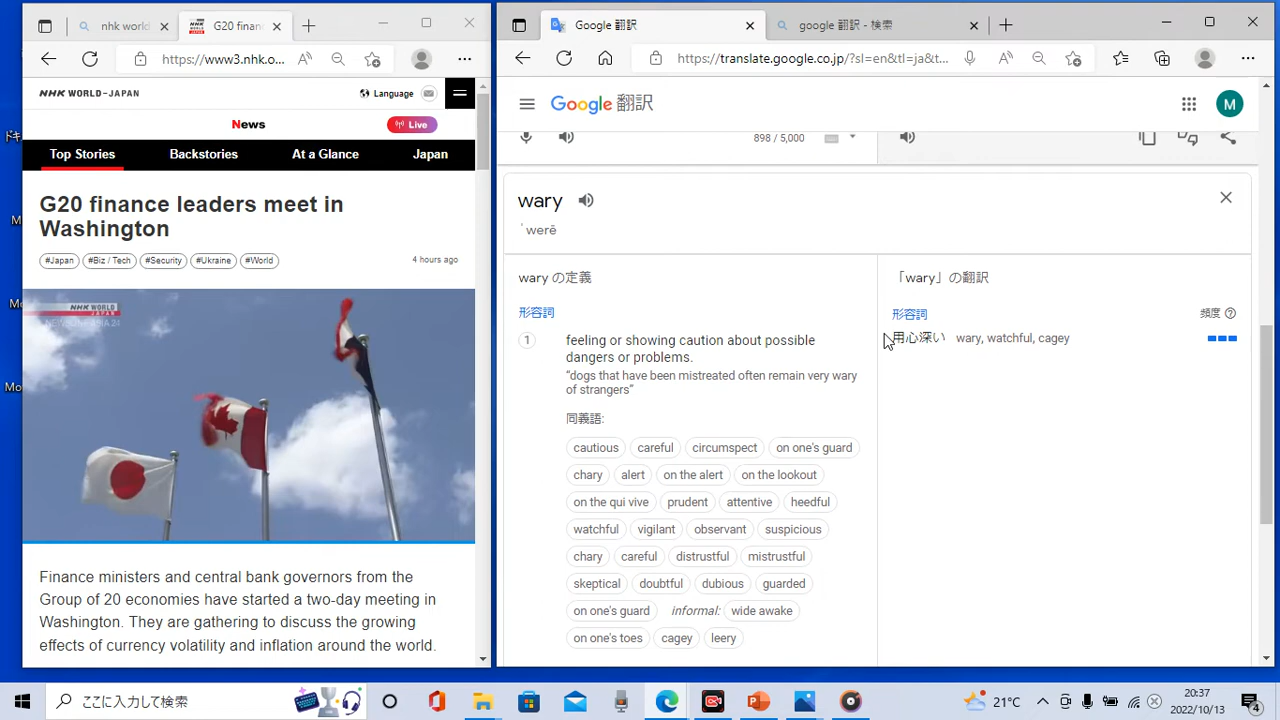 nhk world
G20 finan
https://www3.nhk.o...
NHK WORLD-JAPAN
Language
News
Live
Top Stories
Backstories
At a Glance
Japan
G20 finance leaders meet in
Washington
#Japan
#Biz / Tech
#Security
#Ukraine
#World
4 hours ago
NHK WORLD
Finance ministers and central bank governors from the
Group of 20 economies have started a two-day meeting in
Washington. They are gathering to discuss the growing
effects of currency volatility and inflation around the world.
Google 翻訳
google 翻訳 - 検索
https://translate.google.co.jp/?sl=en&tl=ja&t...
Google 翻訳
M
898 / 5,000
wary
ˈwerē
wary の定義
形容詞
1
feeling or showing caution about possible
dangers or problems.
“dogs that have been mistreated often remain very wary
of strangers”
同義語:
cautious
careful
circumspect
on one's guard
chary
alert
on the alert
on the lookout
on the qui vive
prudent
attentive
heedful
watchful
vigilant
observant
suspicious
chary
careful
distrustful
mistrustful
skeptical
doubtful
dubious
guarded
on one's guard
informal:
wide awake
on one's toes
cagey
leery
「wary」の翻訳
形容詞
頻度
用心深い
wary, watchful, cagey
ここに入力して検索
21°C
20:37
2022/10/13
4